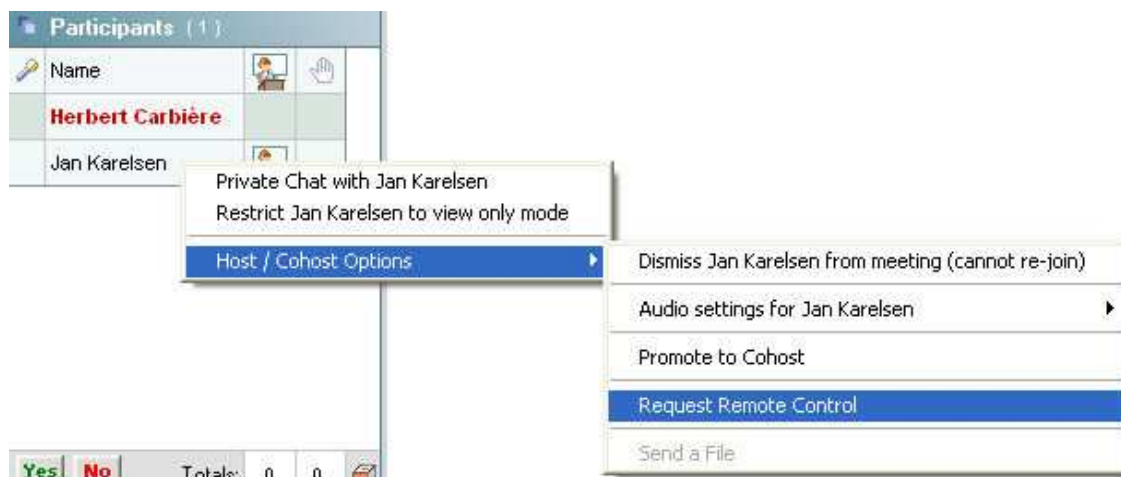 Participants (1)
Name
Herbert Carbière
Jan Karelsen
Private Chat with Jan Karelsen
Restrict Jan Karelsen to view only mode
Host / Cohost Options
Dismiss Jan Karelsen from meeting (cannot re-join)
Audio settings for Jan Karelsen
Promote to Cohost
Request Remote Control
Send a File
Yes No Totals: 0 0